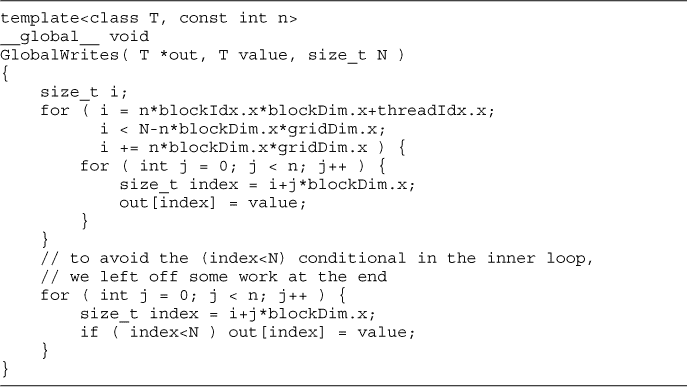 template<class T, const int n>
__global__ void
GlobalWrites( T *out, T value, size_t N )
{
    size_t i;
    for ( i = n*blockIdx.x*blockDim.x+threadIdx.x;
          i < N-n*blockDim.x*gridDim.x;
          i += n*blockDim.x*gridDim.x ) {
        for ( int j = 0; j < n; j++ ) {
            size_t index = i+j*blockDim.x;
            out[index] = value;
        }
    }
    // to avoid the (index<N) conditional in the inner loop,
    // we left off some work at the end
    for ( int j = 0; j < n; j++ ) {
        size_t index = i+j*blockDim.x;
        if ( index<N ) out[index] = value;
    }
}